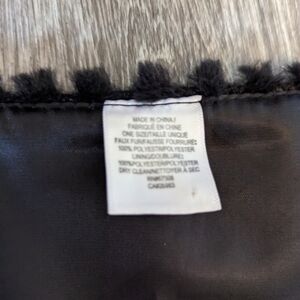 MADE IN CHINA /
FABRIQUÉ EN CHINE
ONE SIZE/TAILLE UNIQUE
FAUX FUR/FAUSSE FOURRURE:
100% POLYESTER/POLYESTER
LINING/DOUBLURE:
100%POLYESTER/POLYESTER
DRY CLEAN/NETTOYER À SEC